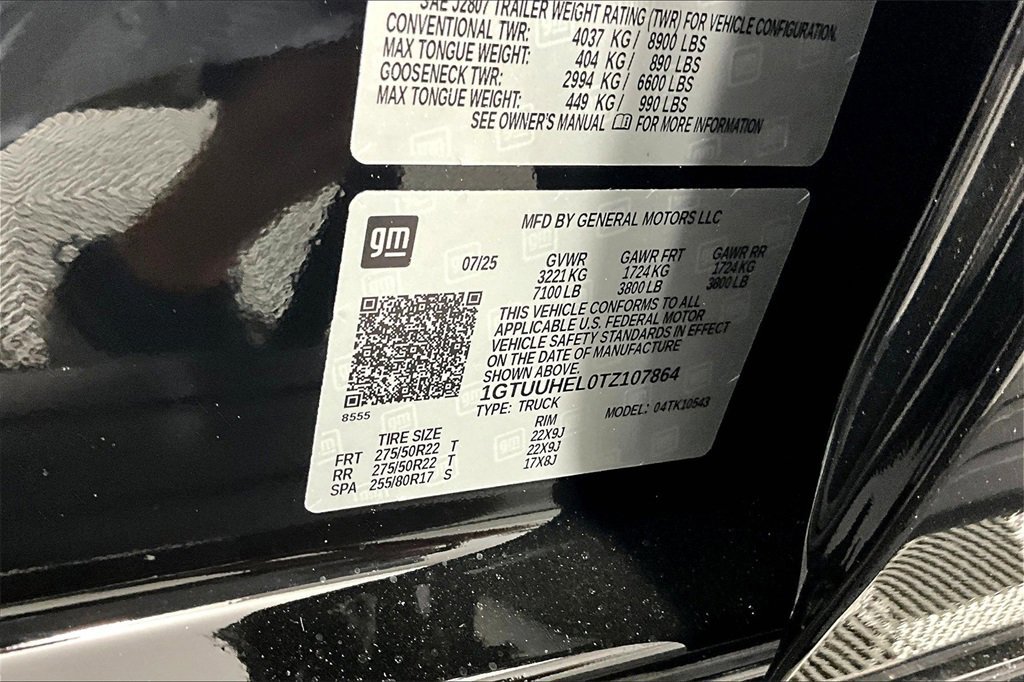 SAE J2807 TRAILER WEIGHT RATING (TWR) FOR VEHICLE CONFIGURATION.
CONVENTIONAL TWR: 4037 KG/ 8900 LBS
MAX TONGUE WEIGHT: 404 KG/ 890 LBS
GOOSENECK TWR: 2994 KG/ 6600 LBS
MAX TONGUE WEIGHT: 449 KG/ 990 LBS
SEE OWNER'S MANUAL FOR MORE INFORMATION
gm
MFD BY GENERAL MOTORS LLC
07/25 GVWR GAWR FRT GAWR RR
3221 KG 1724 KG 1724 KG
7100 LB 3800 LB 3800 LB
THIS VEHICLE CONFORMS TO ALL
APPLICABLE U.S. FEDERAL MOTOR
VEHICLE SAFETY STANDARDS IN EFFECT
ON THE DATE OF MANUFACTURE
SHOWN ABOVE.
1GTUUHEL0TZ107864
8555
TYPE: TRUCK MODEL: 04TK10543
TIRE SIZE RIM
FRT 275/50R22 T 22X9J
RR 275/50R22 T 22X9J
SPA 255/80R17 S 17X8J